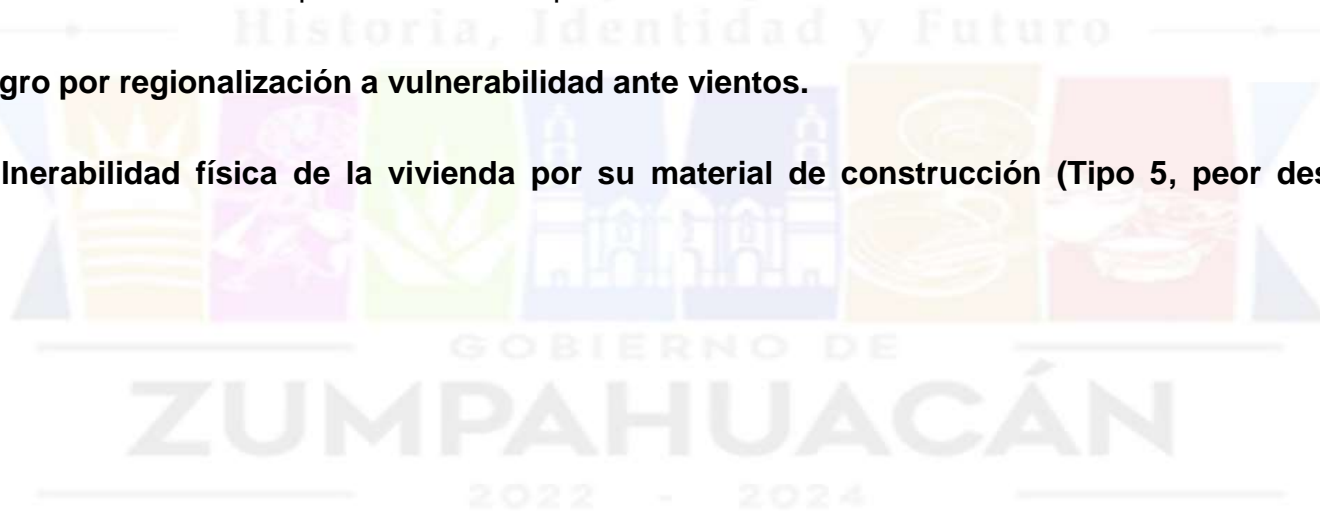 Historia, Identidad y Futuro
gro por regionalización a vulnerabilidad ante vientos.
lnerabilidad física de la vivienda por su material de construcción (Tipo 5, peor des
GOBIERNO DE
ZUMPAHUACÁN
2022 - 2024